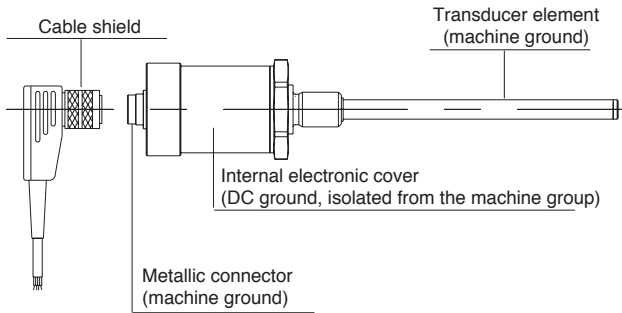 Transducer element
(machine ground)
Cable shield
Internal electronic cover
(DC ground, isolated from the machine group)
Metallic connector
(machine ground)